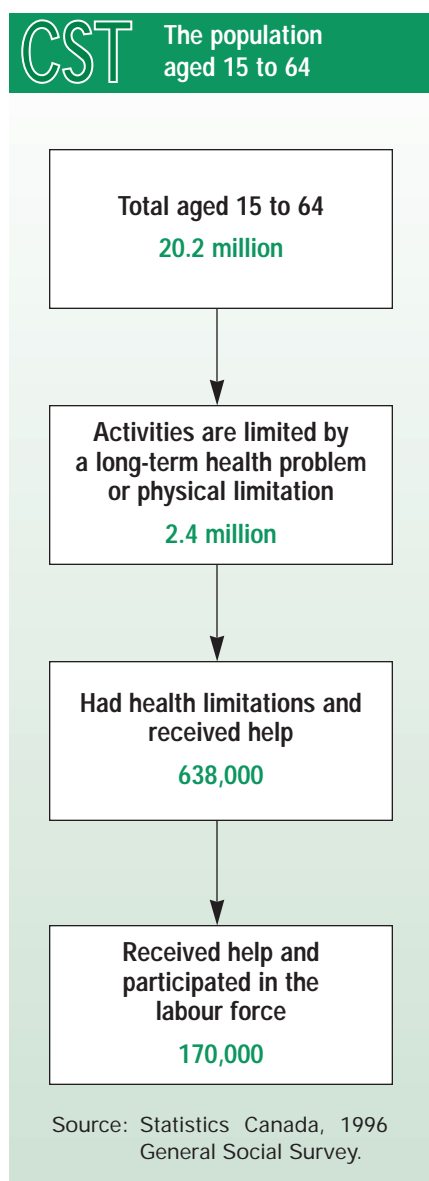 CST
The population
aged 15 to 64
Total aged 15 to 64
20.2 million
Activities are limited by
a long-term health problem
or physical limitation
2.4 million
Had health limitations and
received help
638,000
Received help and
participated in the
labour force
170,000
Source: Statistics Canada, 1996
General Social Survey.